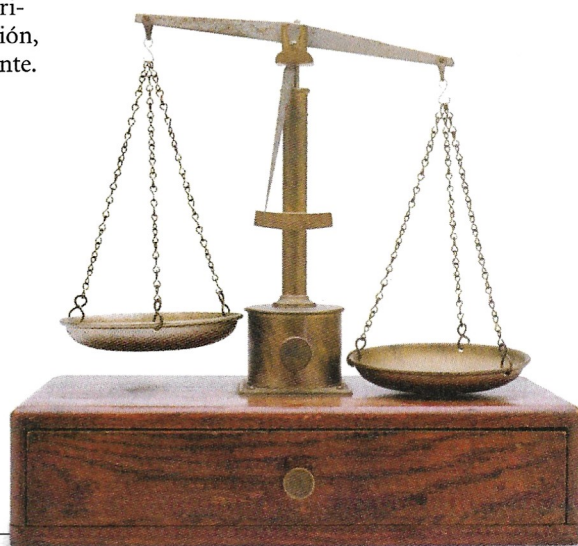 ri-
ión,
nte.